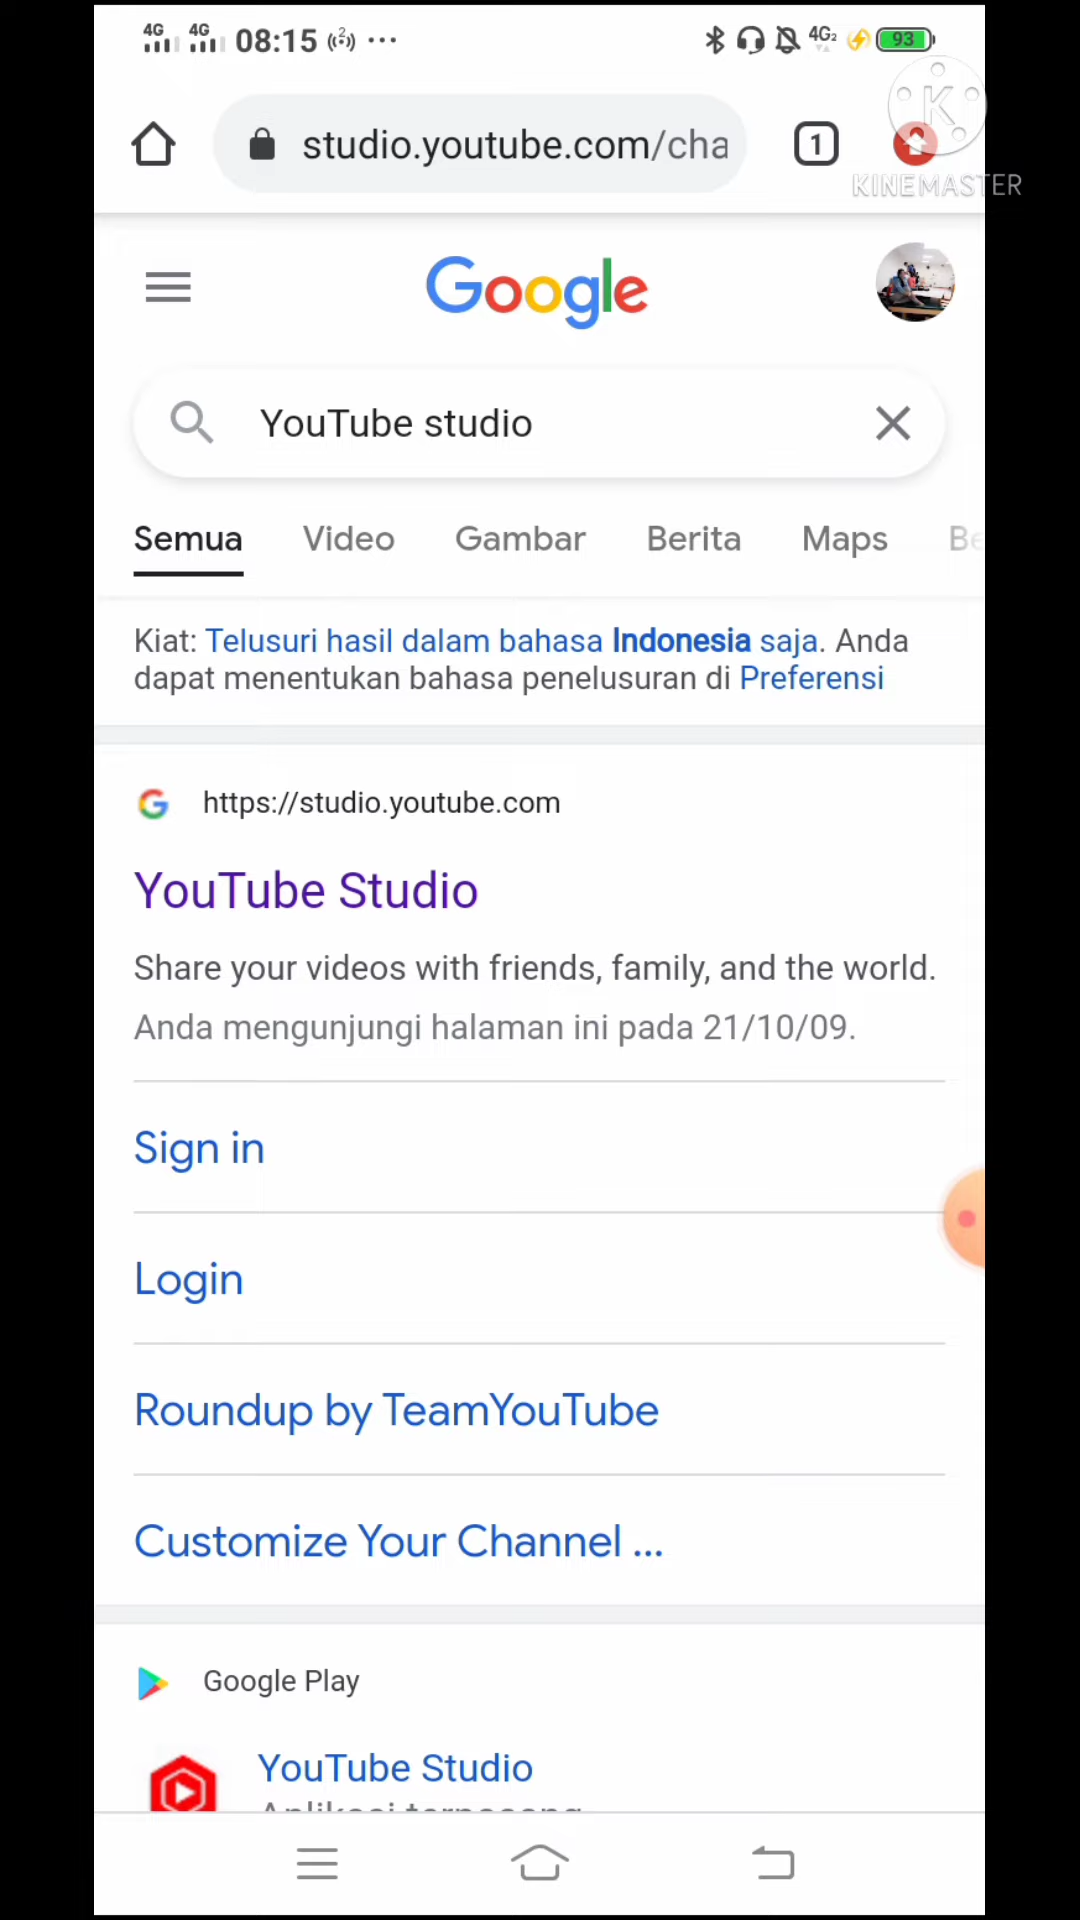 4G 4G 08:15 4G2 93
studio.youtube.com/cha 1
K
KINEMASTER
Google
YouTube studio
Semua Video Gambar Berita Maps Be
Kiat: Telusuri hasil dalam bahasa Indonesia saja. Anda
dapat menentukan bahasa penelusuran di Preferensi
https://studio.youtube.com
YouTube Studio
Share your videos with friends, family, and the world.
Anda mengunjungi halaman ini pada 21/10/09.
Sign in
Login
Roundup by TeamYouTube
Customize Your Channel ...
Google Play
YouTube Studio